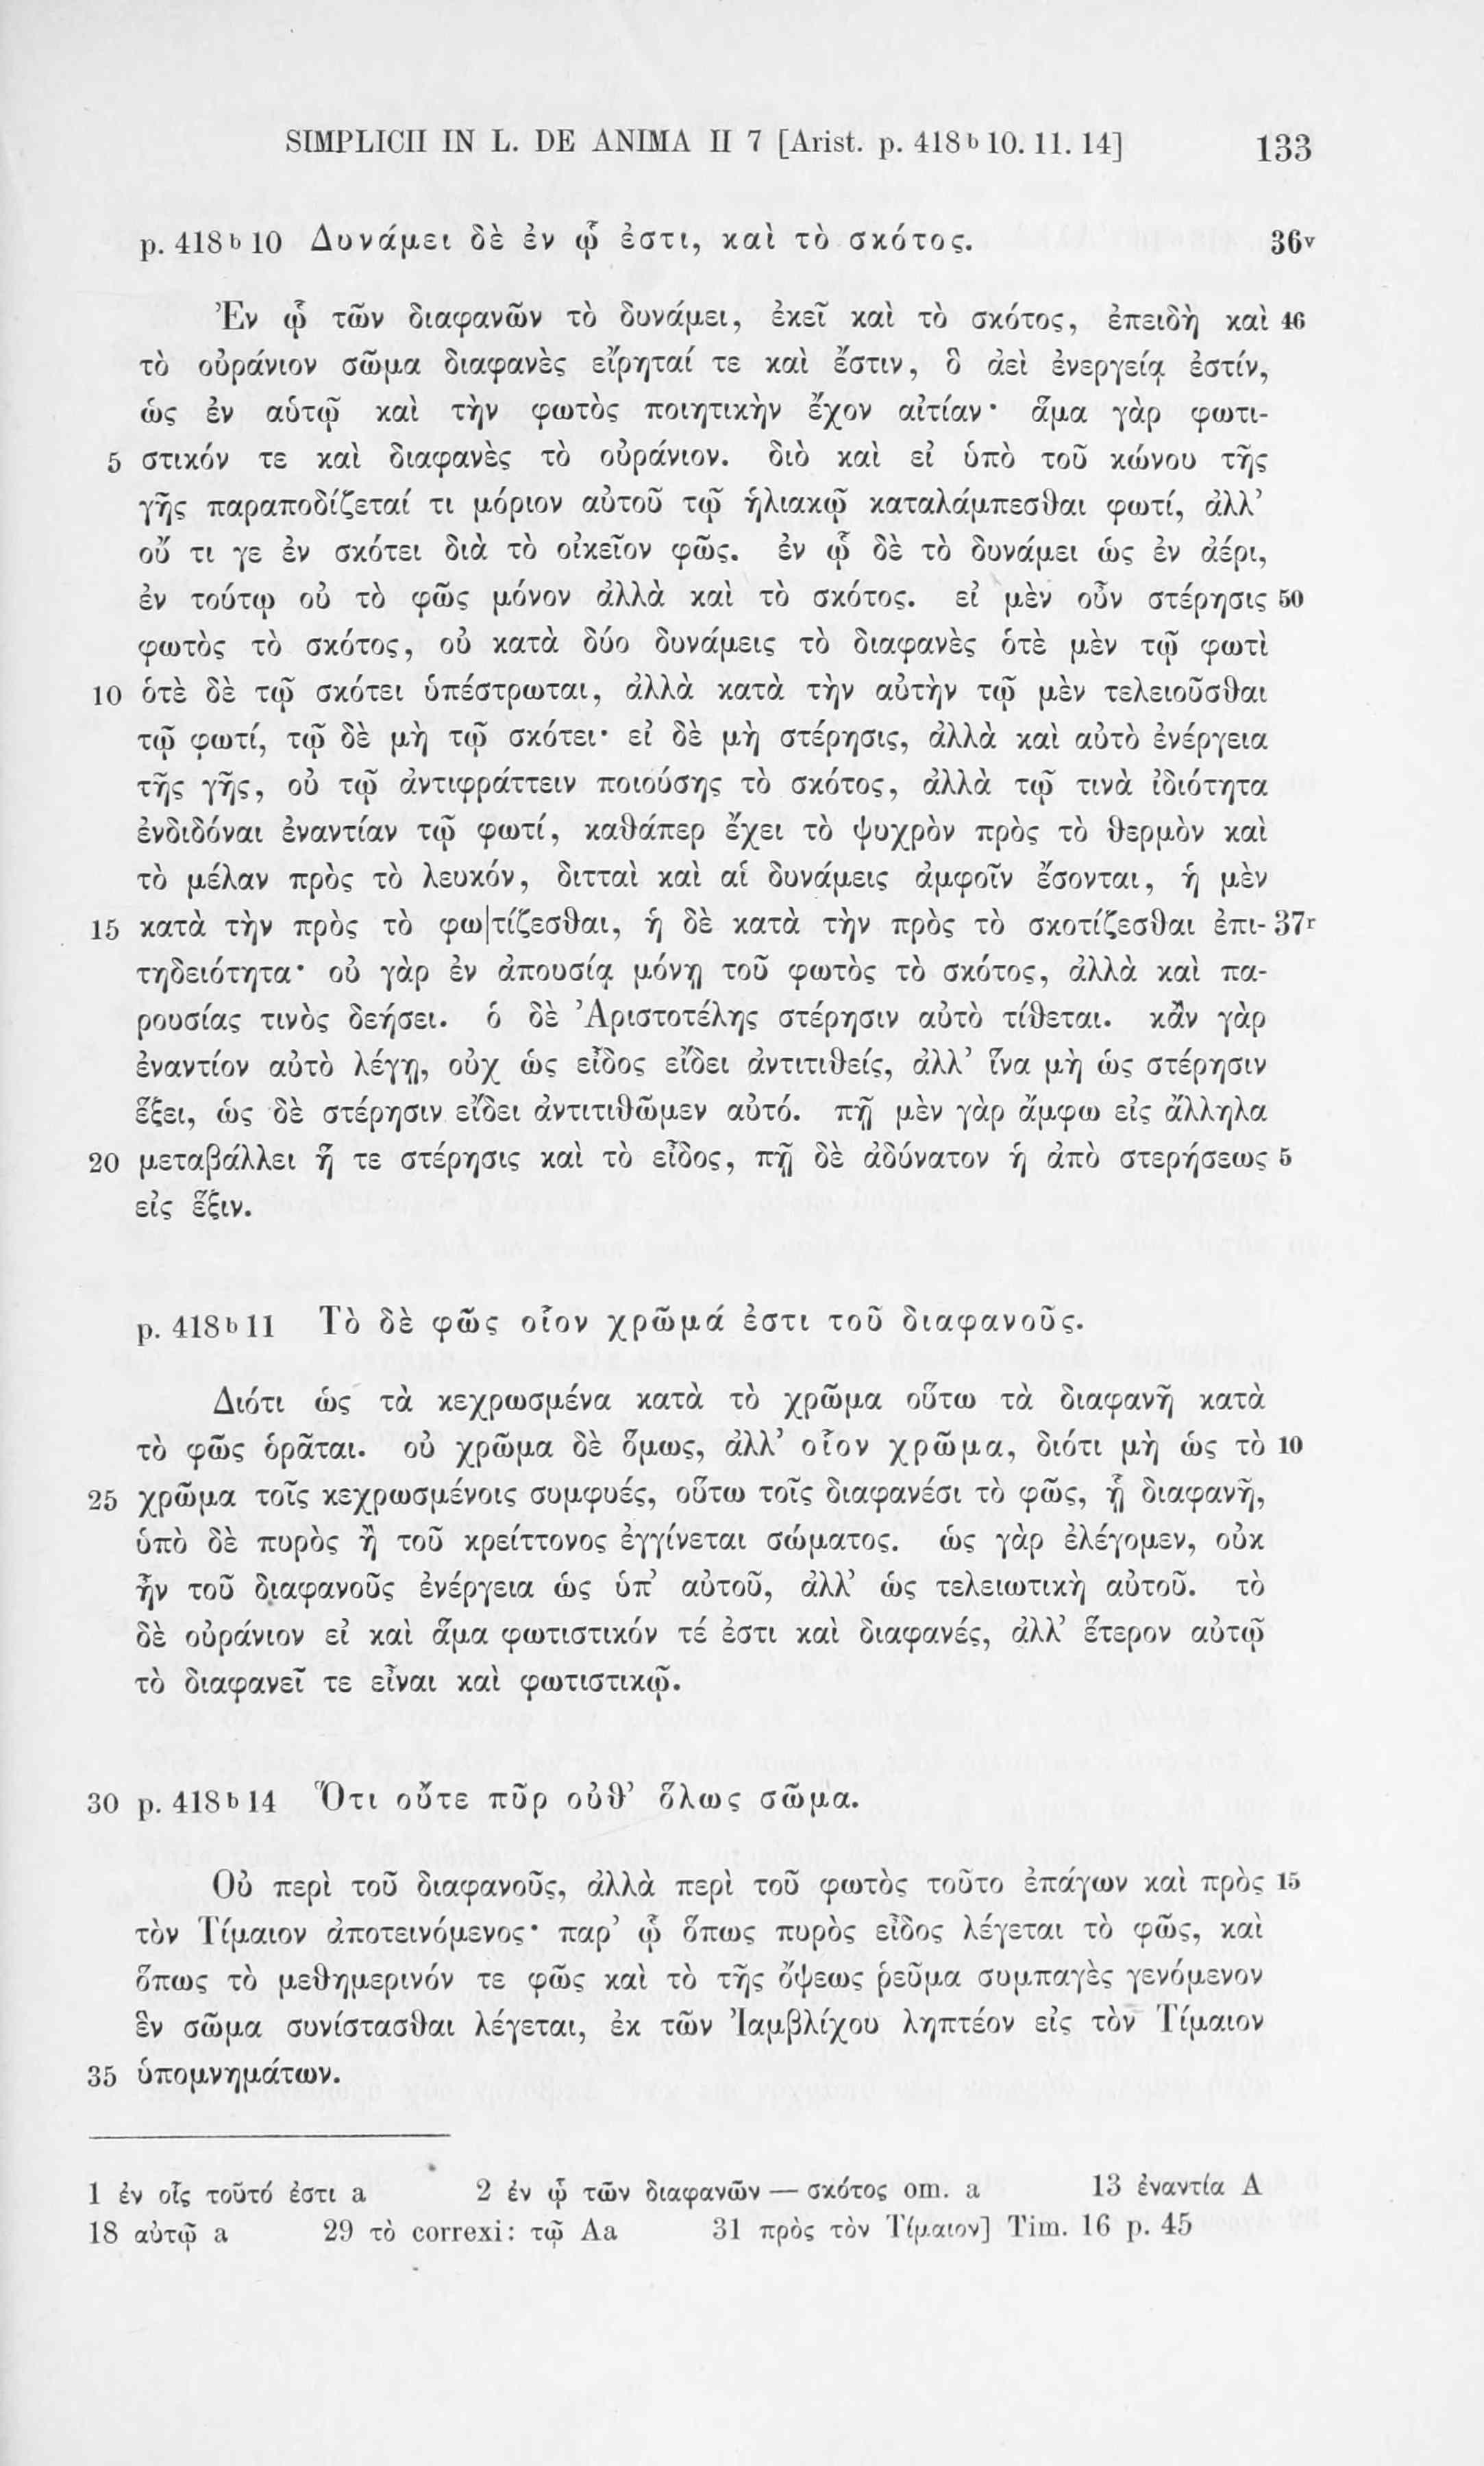 SIMPLICII IN L. DE ANIMA II 7 [Arist. p. 418b 10. 11. 14] 133
p. 418b 10 Δυνάμει δὲ ἐν ᾧ ἐστι, καὶ τὸ σκότος. 36v
Ἐν ᾧ τῶν διαφανῶν τὸ δυνάμει, ἐκεῖ καὶ τὸ σκότος, ἐπειδὴ καὶ 46
τὸ οὐράνιον σῶμα διαφανὲς εἴρηταί τε καὶ ἔστιν, ὃ ἀεὶ ἐνεργείᾳ ἐστίν,
ὡς ἐν αὑτῷ καὶ τὴν φωτὸς ποιητικὴν ἔχον αἰτίαν· ἅμα γὰρ φωτι-
5 στικόν τε καὶ διαφανὲς τὸ οὐράνιον. διὸ καὶ εἰ ὑπὸ τοῦ κώνου τῆς
γῆς παραποδίζεταί τι μόριον αὐτοῦ τῷ ἡλιακῷ καταλάμπεσθαι φωτί, ἀλλ’
οὔ τι γε ἐν σκότει διὰ τὸ οἰκεῖον φῶς. ἐν ᾧ δὲ τὸ δυνάμει ὡς ἐν ἀέρι,
ἐν τούτῳ οὐ τὸ φῶς μόνον ἀλλὰ καὶ τὸ σκότος. εἰ μὲν οὖν στέρησις 50
φωτὸς τὸ σκότος, οὐ κατὰ δύο δυνάμεις τὸ διαφανὲς ὁτὲ μὲν τῷ φωτὶ
10 ὁτὲ δὲ τῷ σκότει ὑπέστρωται, ἀλλὰ κατὰ τὴν αὐτὴν τῷ μὲν τελειοῦσθαι
τῷ φωτί, τῷ δὲ μὴ τῷ σκότει· εἰ δὲ μὴ στέρησις, ἀλλὰ καὶ αὐτὸ ἐνέργεια
τῆς γῆς, οὐ τῷ ἀντιφράττειν ποιούσης τὸ σκότος, ἀλλὰ τῷ τινὰ ἰδιότητα
ἐνδιδόναι ἐναντίαν τῷ φωτί, καθάπερ ἔχει τὸ ψυχρὸν πρὸς τὸ θερμὸν καὶ
τὸ μέλαν πρὸς τὸ λευκόν, διτταὶ καὶ αἱ δυνάμεις ἀμφοῖν ἔσονται, ἡ μὲν
15 κατὰ τὴν πρὸς τὸ φω|τίζεσθαι, ἡ δὲ κατὰ τὴν πρὸς τὸ σκοτίζεσθαι ἐπι- 37r
τηδειότητα· οὐ γὰρ ἐν ἀπουσίᾳ μόνῃ τοῦ φωτὸς τὸ σκότος, ἀλλὰ καὶ πα-
ρουσίας τινὸς δεήσει. ὁ δὲ Ἀριστοτέλης στέρησιν αὐτὸ τίθεται. κἂν γὰρ
ἐναντίον αὐτὸ λέγῃ, οὐχ ὡς εἶδος εἴδει ἀντιτιθείς, ἀλλ’ ἵνα μὴ ὡς στέρησιν
ἕξει, ὡς δὲ στέρησιν εἴδει ἀντιτιθῶμεν αὐτό. πῇ μὲν γὰρ ἄμφω εἰς ἄλληλα
20 μεταβάλλει ἥ τε στέρησις καὶ τὸ εἶδος, πῇ δὲ ἀδύνατον ἡ ἀπὸ στερήσεως 5
εἰς ἕξιν.
p. 418b 11 Τὸ δὲ φῶς οἷον χρῶμά ἐστι τοῦ διαφανοῦς.
Διότι ὡς τὰ κεχρωσμένα κατὰ τὸ χρῶμα οὕτω τὰ διαφανῆ κατὰ
τὸ φῶς ὁρᾶται. οὐ χρῶμα δὲ ὅμως, ἀλλ’ οἷον χρῶμα, διότι μὴ ὡς τὸ 10
25 χρῶμα τοῖς κεχρωσμένοις συμφυές, οὕτω τοῖς διαφανέσι τὸ φῶς, ᾗ διαφανῆ,
ὑπὸ δὲ πυρὸς ἢ τοῦ κρείττονος ἐγγίνεται σώματος. ὡς γὰρ ἐλέγομεν, οὐκ
ἦν τοῦ διαφανοῦς ἐνέργεια ὡς ὑπ’ αὐτοῦ, ἀλλ’ ὡς τελειωτικὴ αὐτοῦ. τὸ
δὲ οὐράνιον εἰ καὶ ἅμα φωτιστικόν τέ ἐστι καὶ διαφανές, ἀλλ’ ἕτερον αὐτῷ
τὸ διαφανεῖ τε εἶναι καὶ φωτιστικῷ.
30 p. 418b 14 Ὅτι οὔτε πῦρ οὐθ’ ὅλως σῶμα.
Οὐ περὶ τοῦ διαφανοῦς, ἀλλὰ περὶ τοῦ φωτὸς τοῦτο ἐπάγων καὶ πρὸς 15
τὸν Τίμαιον ἀποτεινόμενος· παρ’ ᾧ ὅπως πυρὸς εἶδος λέγεται τὸ φῶς, καὶ
ὅπως τὸ μεθημερινόν τε φῶς καὶ τὸ τῆς ὄψεως ῥεῦμα συμπαγὲς γενόμενον
ἓν σῶμα συνίστασθαι λέγεται, ἐκ τῶν Ἰαμβλίχου ληπτέον εἰς τὸν Τίμαιον
35 ὑπομνημάτων.
1 ἐν οἷς τοῦτό ἐστι a 2 ἐν ᾧ τῶν διαφανῶν — σκότος om. a 13 ἐναντία A
18 αὐτῷ a 29 τὸ correxi: τῷ Aa 31 πρὸς τὸν Τίμαιον] Tim. 16 p. 45